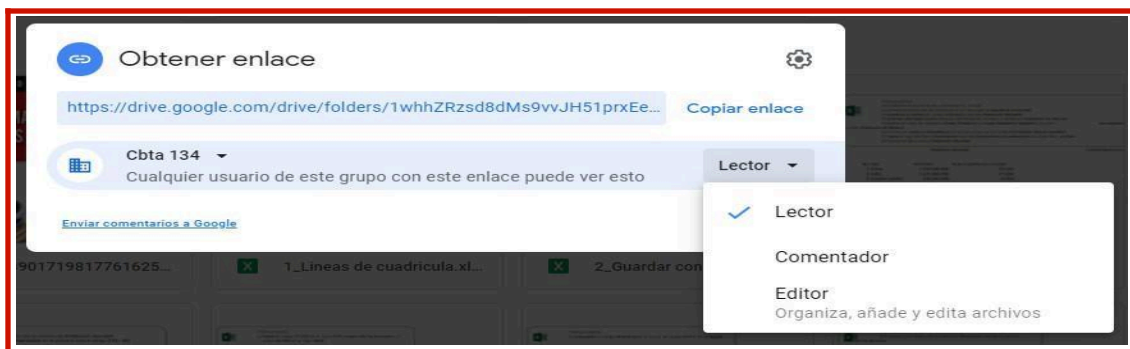 Obtener enlace
https://drive.google.com/drive/folders/1whhZRzsd8dMs9vvJH51prxEe...
Copiar enlace
Cbta 134
Cualquier usuario de este grupo con este enlace puede ver esto
Lector
Enviar comentarios a Google
Lector
Comentador
Editor
Organiza, añade y edita archivos
901719817761625...
1_Lineas de cuadricula.xl...
2_Guardar con